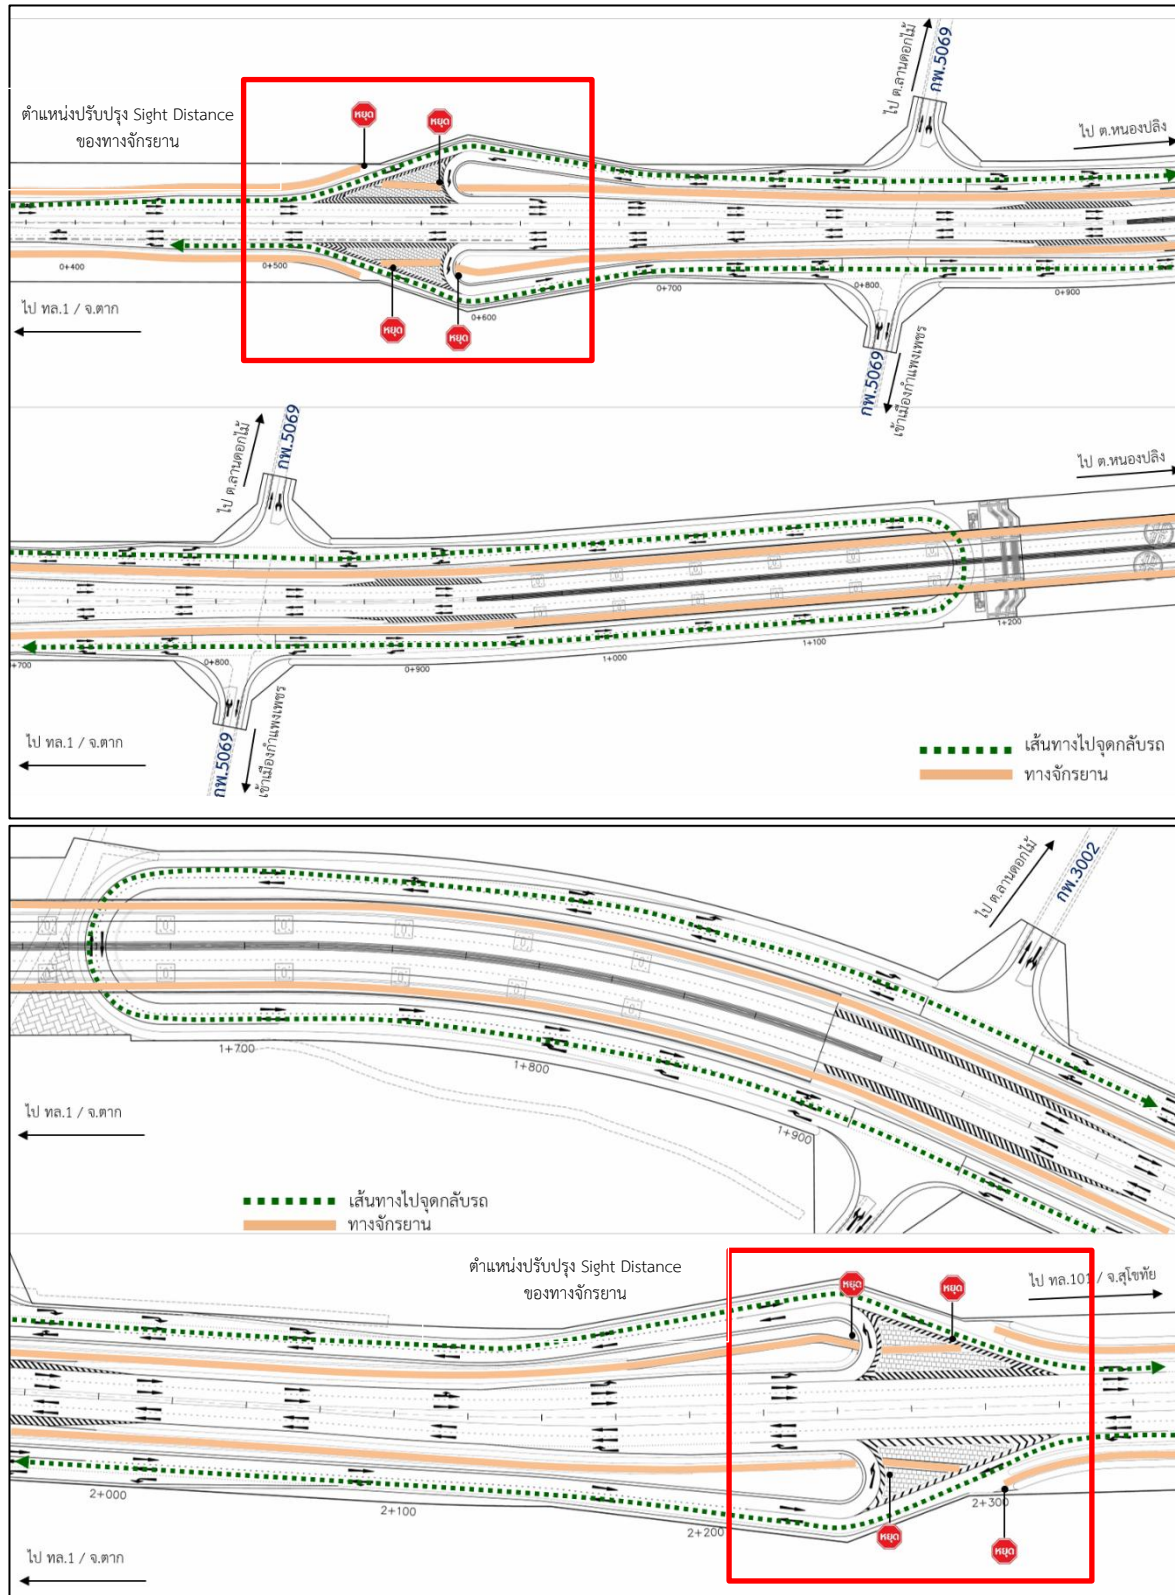 ตำแหน่งปรับปรุง Sight Distance
ของทางจักรยาน
หยุด
หยุด
ไป ต.ลานดอกไม้
กพ.5069
ไป ต.หนองปลิง
0+400
0+500
0+600
0+700
0+800
0+900
หยุด
หยุด
ไป ทล.1 / จ.ตาก
กพ.5069
เข้าเมืองกำแพงเพชร
ไป ต.ลานดอกไม้
กพ.5069
ไป ต.หนองปลิง
0+700
0+800
0+900
1+000
1+100
1+200
ไป ทล.1 / จ.ตาก
กพ.5069
เข้าเมืองกำแพงเพชร
เส้นทางไปจุดกลับรถ
ทางจักรยาน
ไป ต.ลานดอกไม้
กพ.3002
1+700
1+800
1+900
ไป ทล.1 / จ.ตาก
เส้นทางไปจุดกลับรถ
ทางจักรยาน
ตำแหน่งปรับปรุง Sight Distance
ของทางจักรยาน
หยุด
หยุด
ไป ทล.101 / จ.สุโขทัย
2+000
2+100
2+200
2+300
หยุด
หยุด
ไป ทล.1 / จ.ตาก